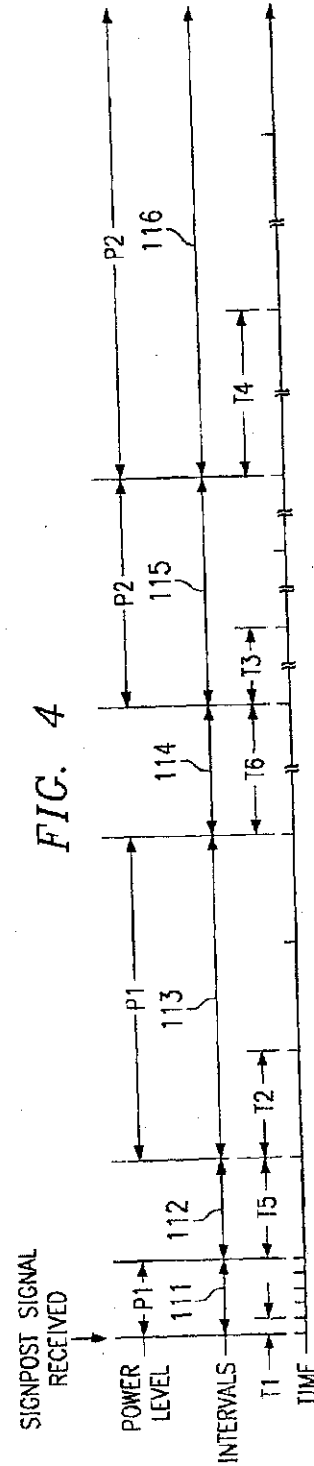 FIG. 4
SIGNPOST SIGNAL
RECEIVED
POWER
LEVEL
P1
P1
P2
P2
INTERVALS
111
112
113
114
115
116
T1
T5
T2
T6
T3
T4
TIME